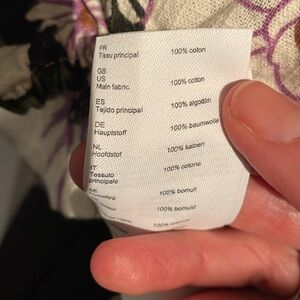 FR
Tissu principal 100% coton
GB
US
Main fabric 100% cotton
ES
Tejido principal 100% algodón
DE
Hauptstoff 100% baumwolle
NL
Hoofdstof 100% katoen
IT
Tessuto
principale 100% cotone
100% bomull
100% bomuld